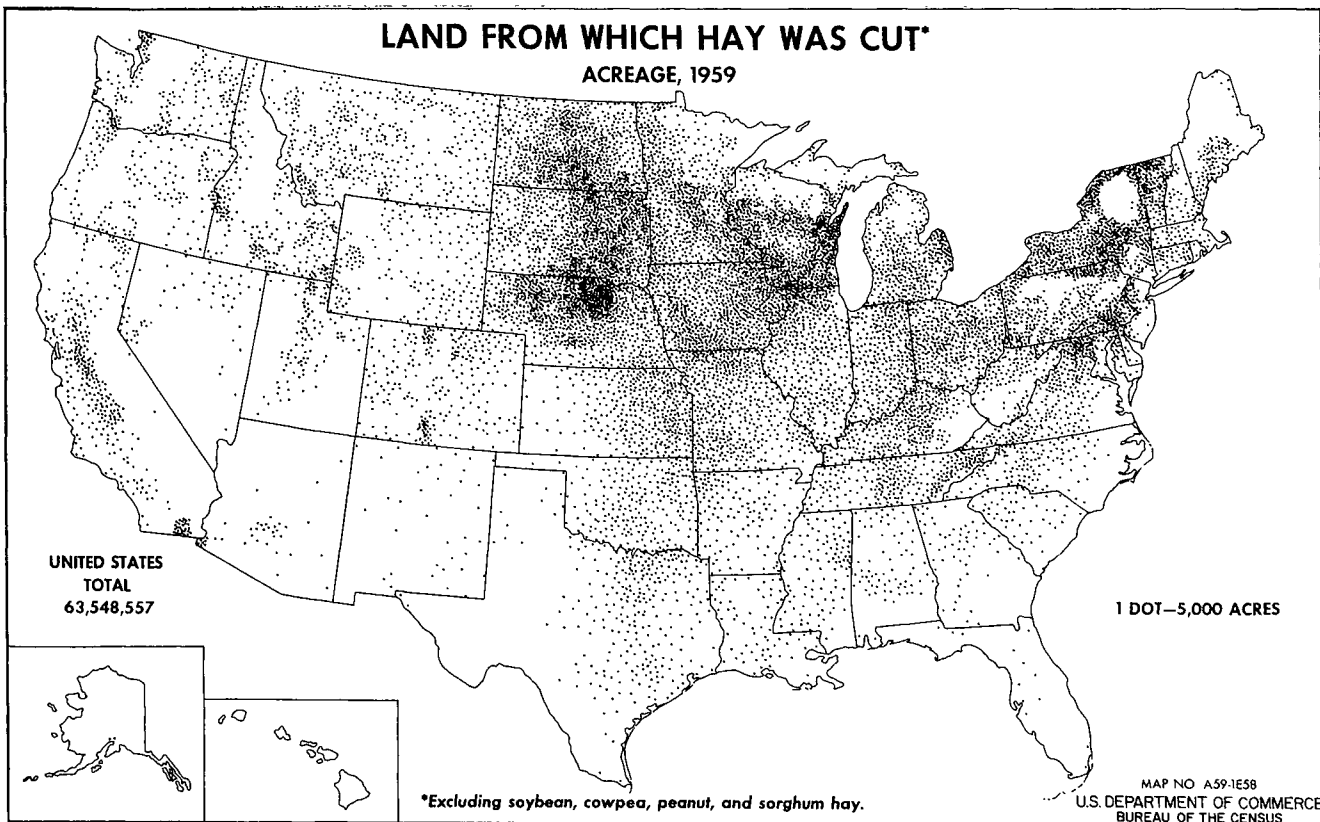 LAND FROM WHICH HAY WAS CUT*
ACREAGE, 1959
UNITED STATES
TOTAL
63,548,557
1 DOT—5,000 ACRES
*Excluding soybean, cowpea, peanut, and sorghum hay.
MAP NO A59-1E58
U.S. DEPARTMENT OF COMMERCE
BUREAU OF THE CENSUS